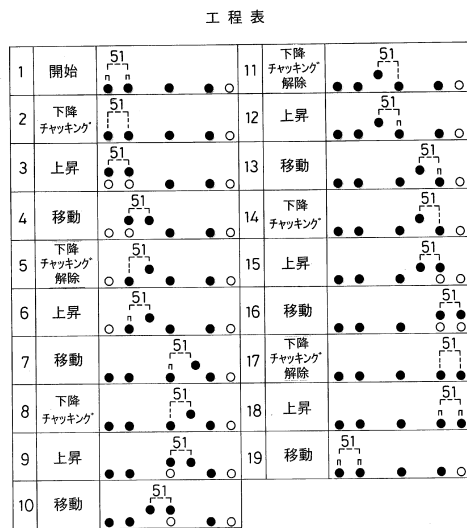 工程表
1 開始 51
2 下降 チャッキング 51
3 上昇 51
4 移動 51
5 下降 チャッキング 解除 51
6 上昇 51
7 移動 51
8 下降 チャッキング 51
9 上昇 51
10 移動 51
11 下降 チャッキング 解除 51
12 上昇 51
13 移動 51
14 下降 チャッキング 51
15 上昇 51
16 移動 51
17 下降 チャッキング 解除 51
18 上昇 51
19 移動 51